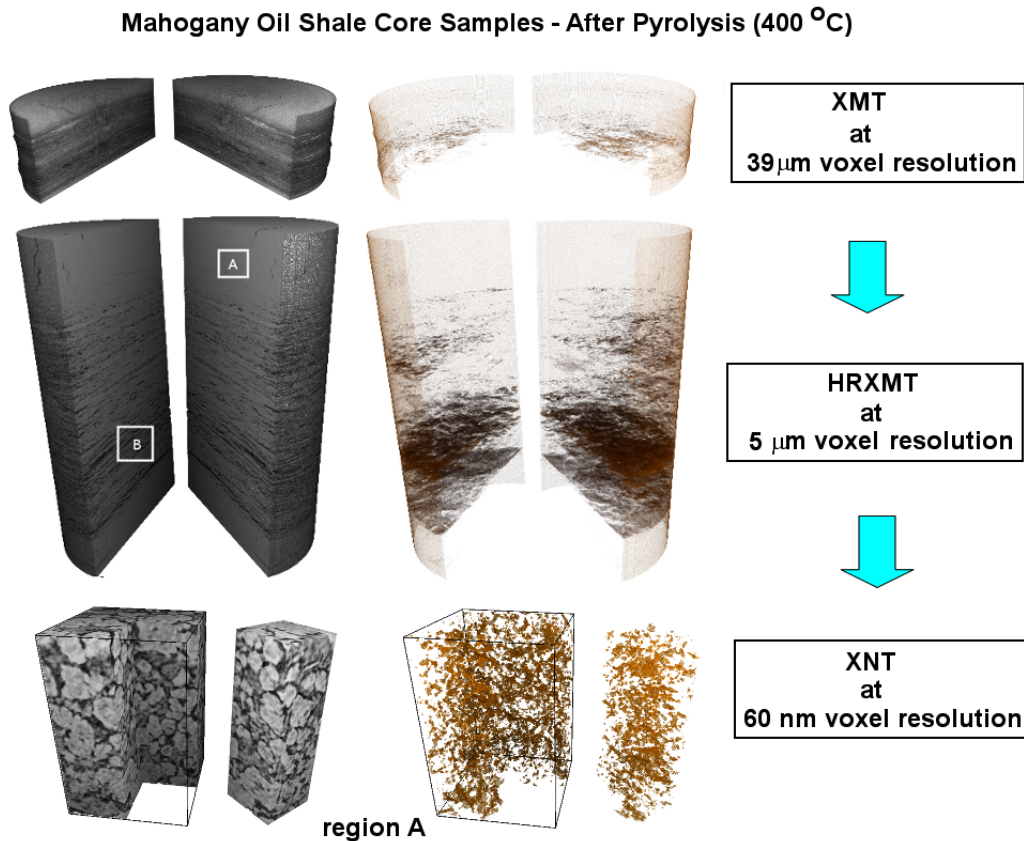 Mahogany Oil Shale Core Samples - After Pyrolysis (400 °C)
XMT
at
39μm voxel resolution
A
B
HRXMT
at
5 μm voxel resolution
XNT
at
60 nm voxel resolution
region A